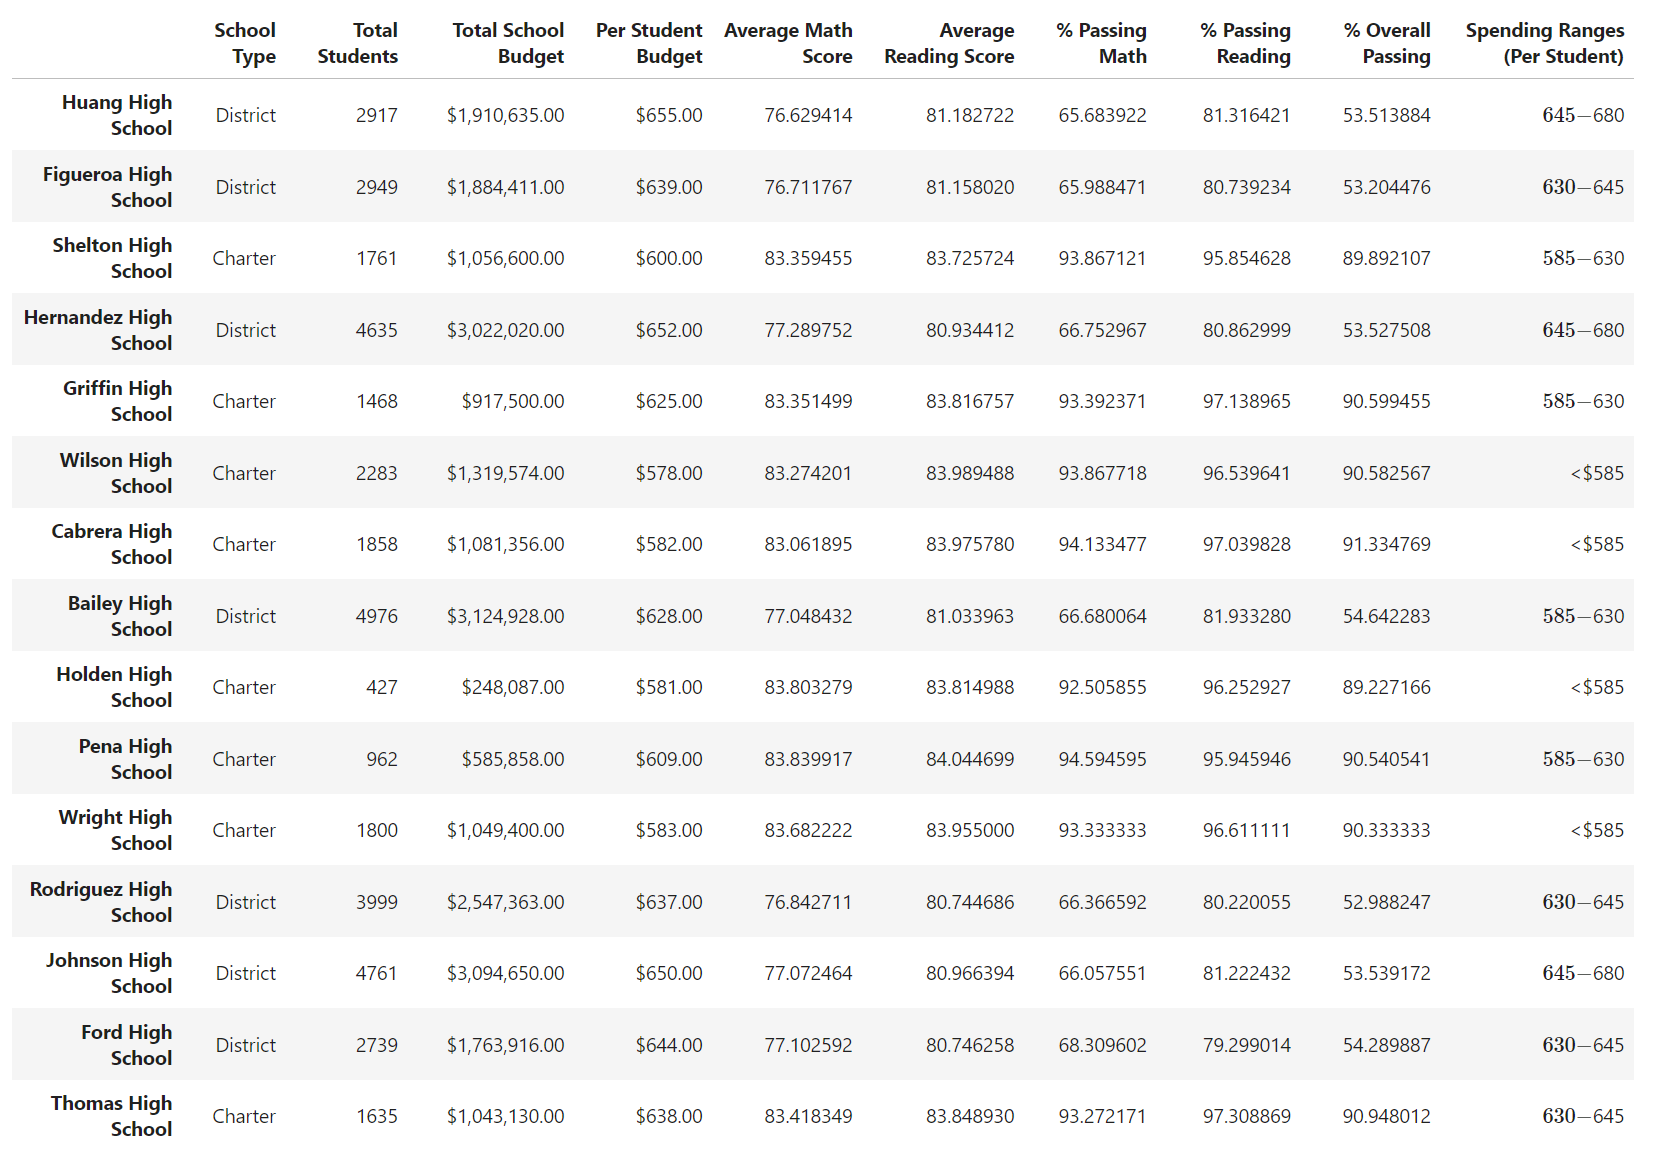 School Type Total Students Total School Budget Per Student Budget Average Math Score Average Reading Score % Passing Math % Passing Reading % Overall Passing Spending Ranges (Per Student)
Huang High School District 2917 $1,910,635.00 $655.00 76.629414 81.182722 65.683922 81.316421 53.513884 645−680
Figueroa High School District 2949 $1,884,411.00 $639.00 76.711767 81.158020 65.988471 80.739234 53.204476 630−645
Shelton High School Charter 1761 $1,056,600.00 $600.00 83.359455 83.725724 93.867121 95.854628 89.892107 585−630
Hernandez High School District 4635 $3,022,020.00 $652.00 77.289752 80.934412 66.752967 80.862999 53.527508 645−680
Griffin High School Charter 1468 $917,500.00 $625.00 83.351499 83.816757 93.392371 97.138965 90.599455 585−630
Wilson High School Charter 2283 $1,319,574.00 $578.00 83.274201 83.989488 93.867718 96.539641 90.582567 <$585
Cabrera High School Charter 1858 $1,081,356.00 $582.00 83.061895 83.975780 94.133477 97.039828 91.334769 <$585
Bailey High School District 4976 $3,124,928.00 $628.00 77.048432 81.033963 66.680064 81.933280 54.642283 585−630
Holden High School Charter 427 $248,087.00 $581.00 83.803279 83.814988 92.505855 96.252927 89.227166 <$585
Pena High School Charter 962 $585,858.00 $609.00 83.839917 84.044699 94.594595 95.945946 90.540541 585−630
Wright High School Charter 1800 $1,049,400.00 $583.00 83.682222 83.955000 93.333333 96.611111 90.333333 <$585
Rodriguez High School District 3999 $2,547,363.00 $637.00 76.842711 80.744686 66.366592 80.220055 52.988247 630−645
Johnson High School District 4761 $3,094,650.00 $650.00 77.072464 80.966394 66.057551 81.222432 53.539172 645−680
Ford High School District 2739 $1,763,916.00 $644.00 77.102592 80.746258 68.309602 79.299014 54.289887 630−645
Thomas High School Charter 1635 $1,043,130.00 $638.00 83.418349 83.848930 93.272171 97.308869 90.948012 630−645